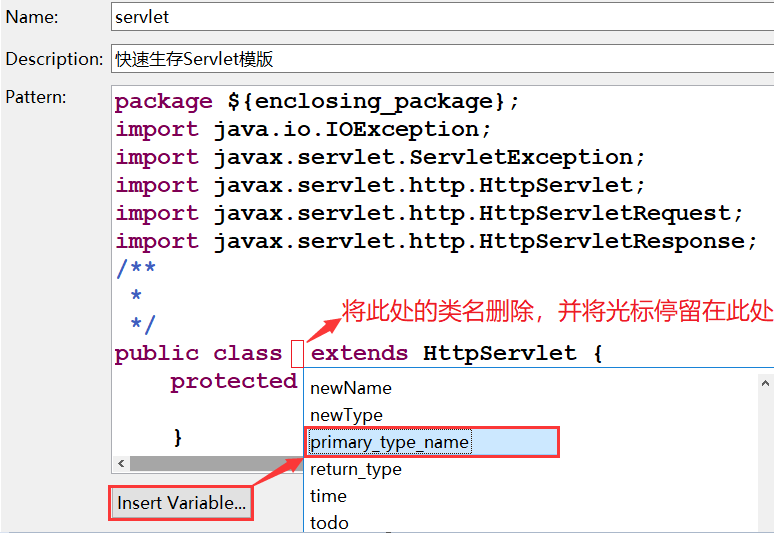 Name: servlet
Description: 快速生存Servlet模版
Pattern:
package ${enclosing_package};
import java.io.IOException;
import javax.servlet.ServletException;
import javax.servlet.http.HttpServlet;
import javax.servlet.http.HttpServletRequest;
import javax.servlet.http.HttpServletResponse;
/**
*
*/
将此处的类名删除，并将光标停留在此处
public class extends HttpServlet {
protected
}
newName
newType
primary_type_name
return_type
time
todo
Insert Variable...